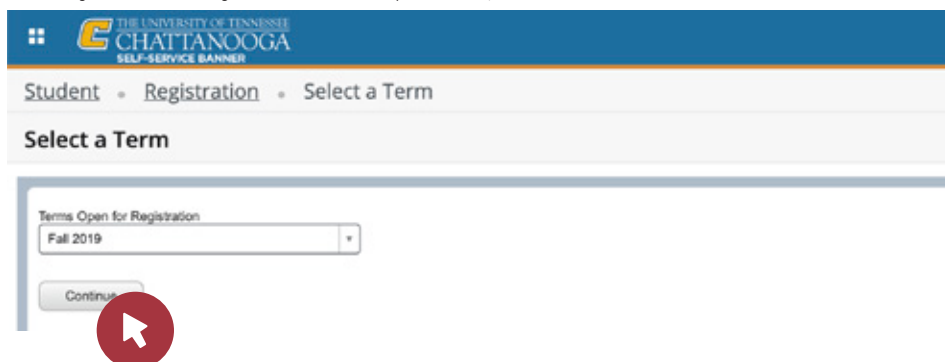 THE UNIVERSITY OF TENNESSEE
CHATTANOOGA
SELF-SERVICE BANNER
Student • Registration • Select a Term
Select a Term
Terms Open for Registration
Fall 2019
Continue